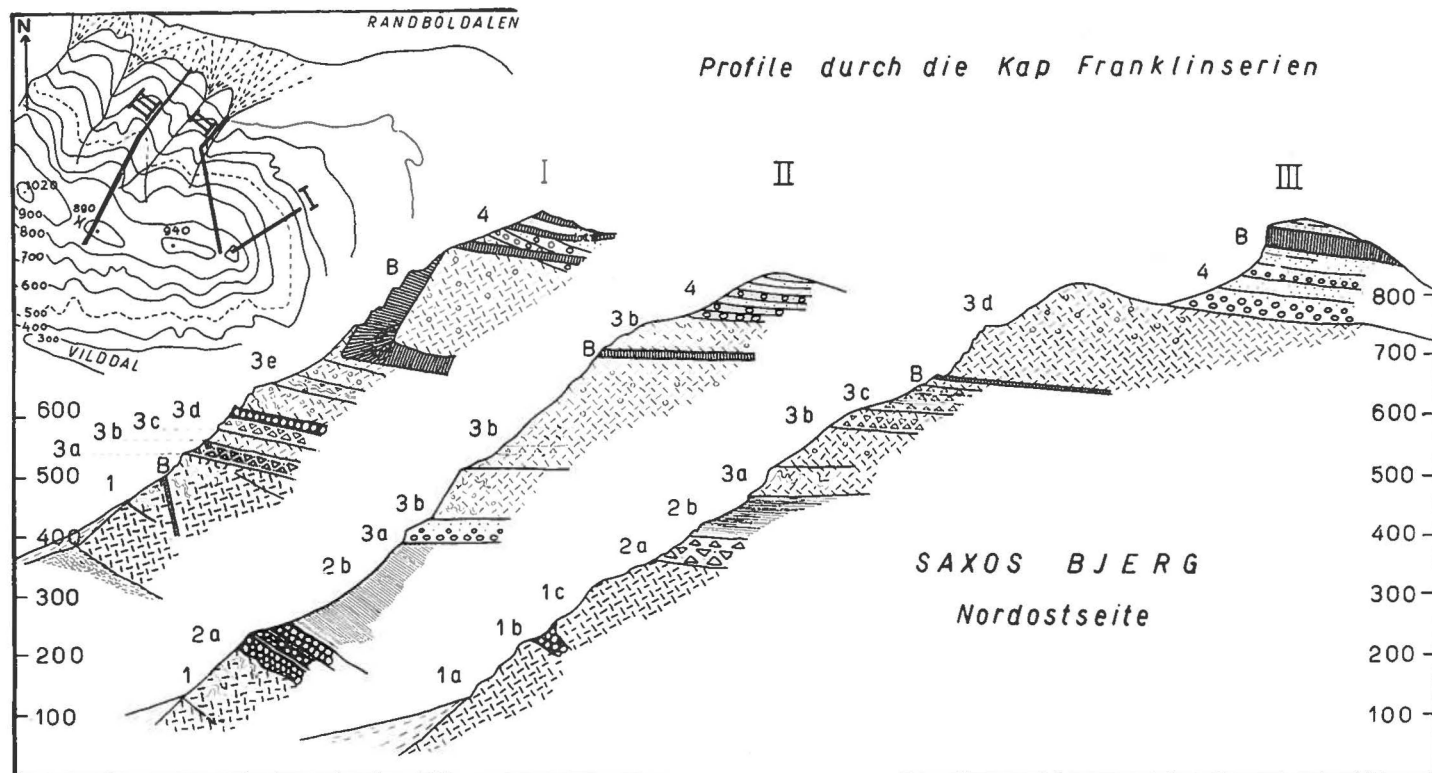 RANDBÖLDALEN
N
Profile durch die Kap Franklinserien
III
II
I
1020
900
890
X
940
800
700
600
500
400
300
VILDDAL
I
II
III
4
B
3e
3d
3c
3b
3a
B
1
4
3b
B
3b
3b
3a
2b
2a
1
B
4
3d
B
3c
3b
3a
2b
2a
1c
1b
1a
600
500
400
300
200
100
800
700
600
500
400
300
200
100
SAXOS BJERG
Nordostseite